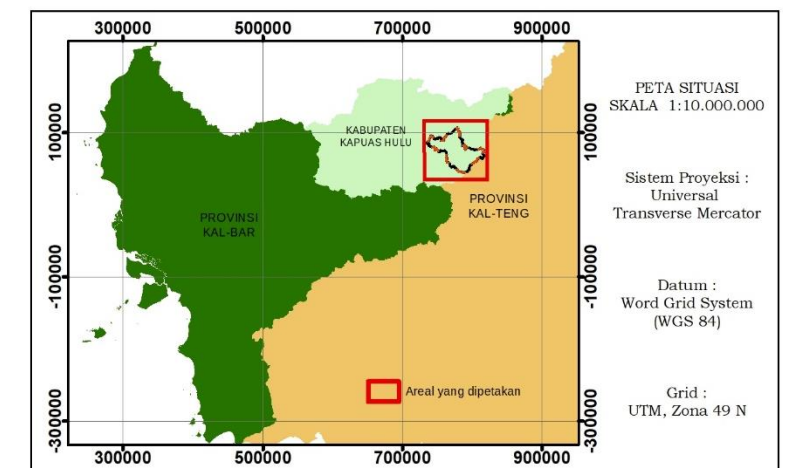 300000 500000 700000 900000
PETA SITUASI
SKALA 1:10.000.000
100000
100000
KABUPATEN
KAPUAS HULU
Sistem Proyeksi :
Universal
Transverse Mercator
PROVINSI
KAL-BAR
PROVINSI
KAL-TENG
-100000
-100000
Datum :
Word Grid System
(WGS 84)
Areal yang dipetakan
Grid :
UTM, Zona 49 N
-300000
-300000
300000 500000 700000 900000